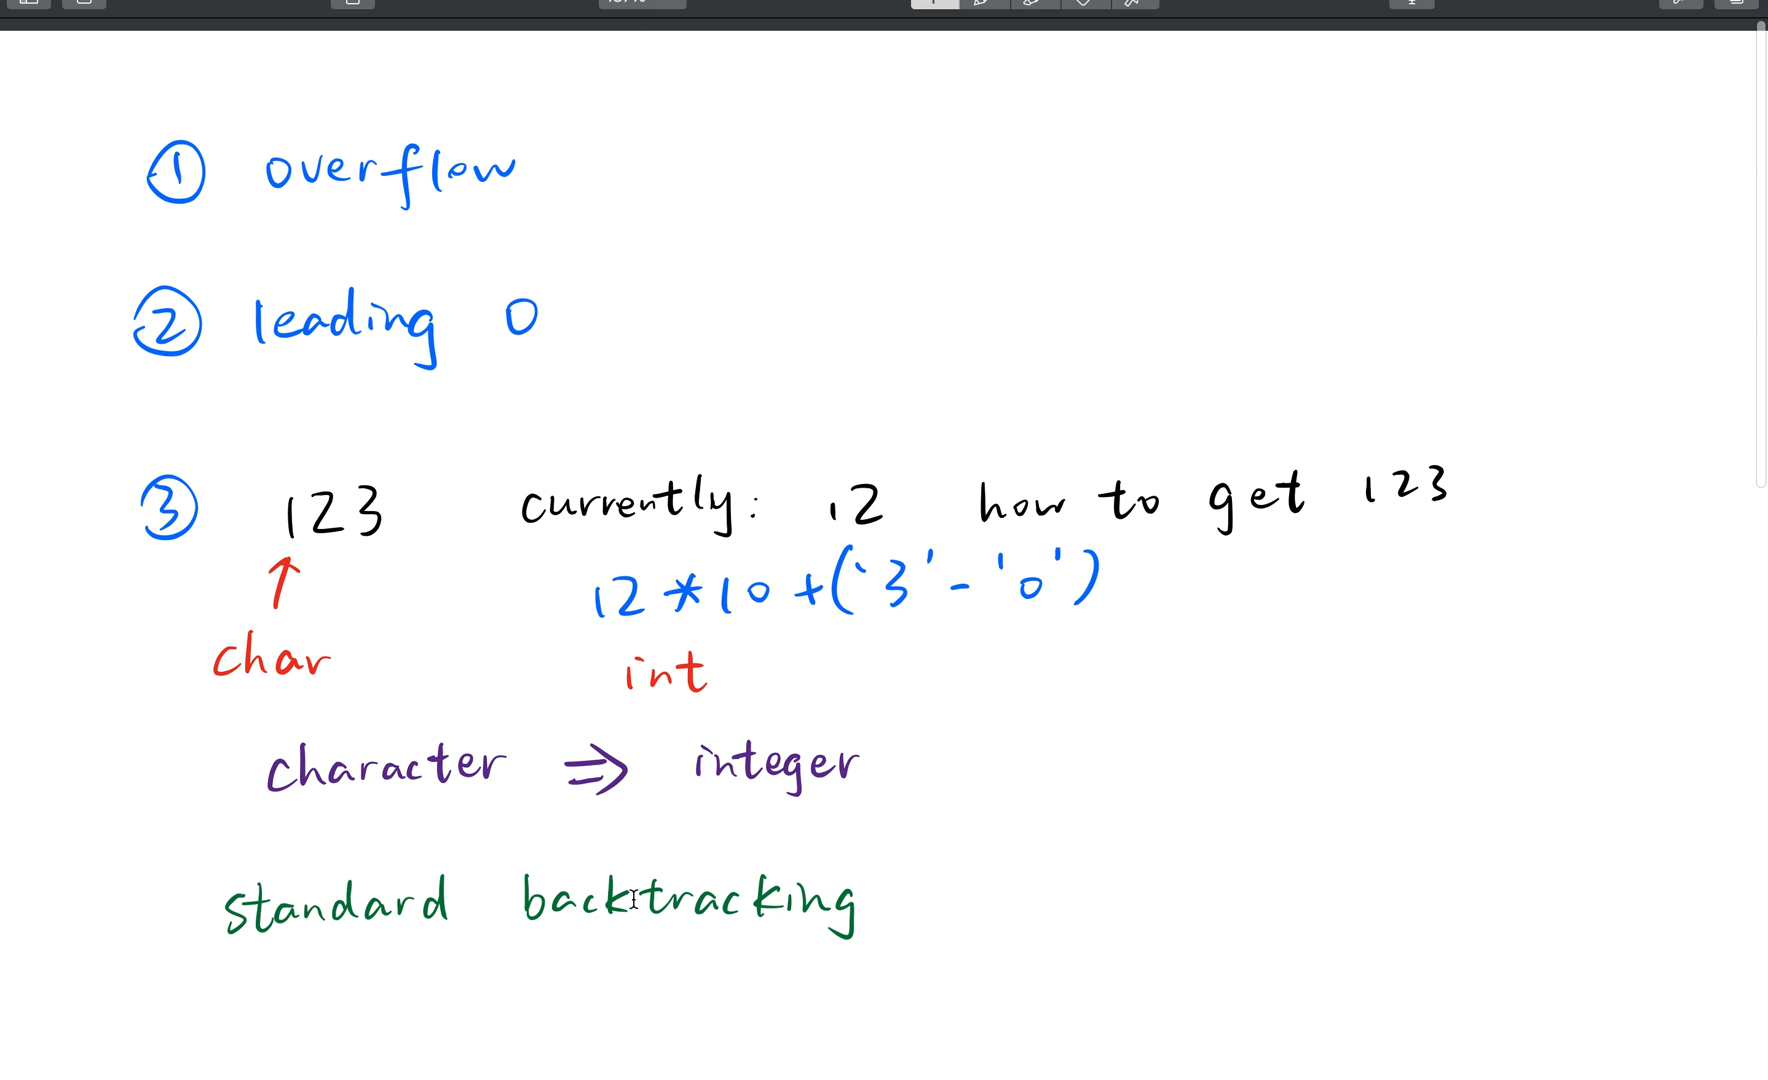 ① overflow
② leading 0
③ 123 currently: 12 how to get 123
↑ 12 * 10 + ('3' - '0')
char int
character ⇒ integer
standard backtracking